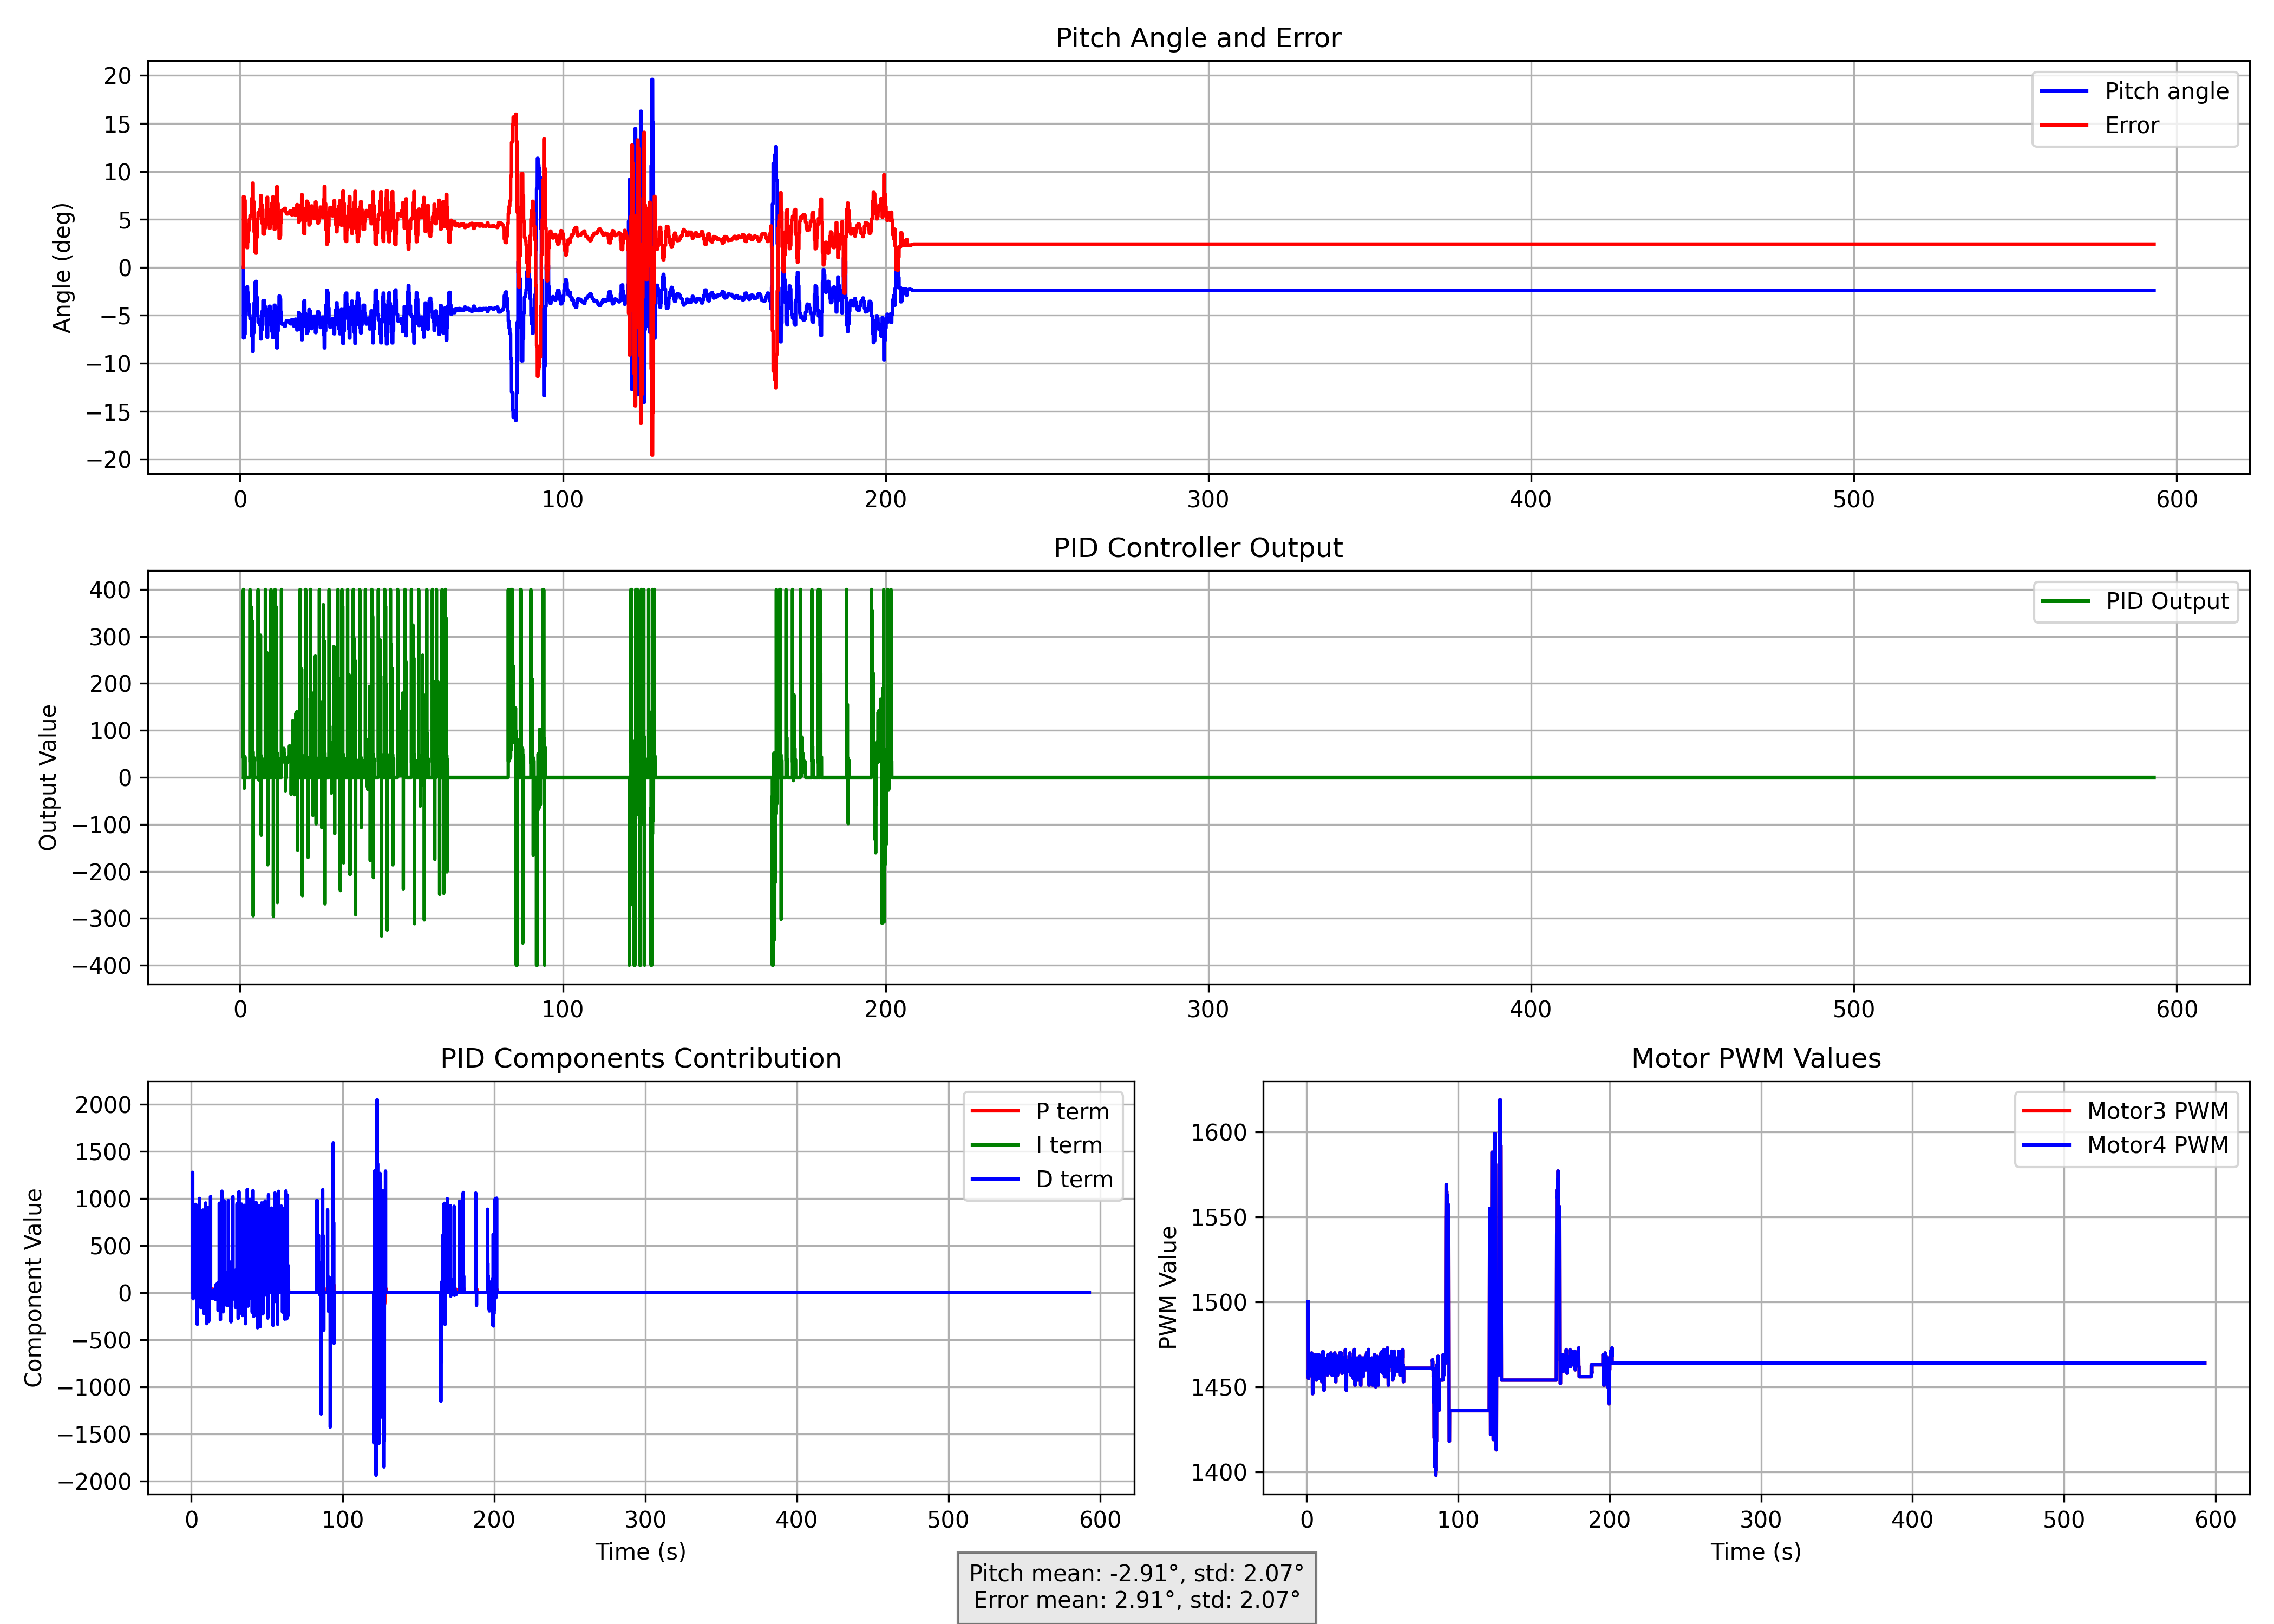 Pitch Angle and Error
Angle (deg)
20
15
10
5
0
−5
−10
−15
−20
Pitch angle
Error
0 100 200 300 400 500 600
PID Controller Output
Output Value
400
300
200
100
0
−100
−200
−300
−400
PID Output
0 100 200 300 400 500 600
PID Components Contribution
Component Value
2000
1500
1000
500
0
−500
−1000
−1500
−2000
P term
I term
D term
0 100 200 300 400 500 600
Time (s)
Motor PWM Values
PWM Value
1600
1550
1500
1450
1400
Motor3 PWM
Motor4 PWM
0 100 200 300 400 500 600
Time (s)
Pitch mean: -2.91°, std: 2.07°
Error mean: 2.91°, std: 2.07°